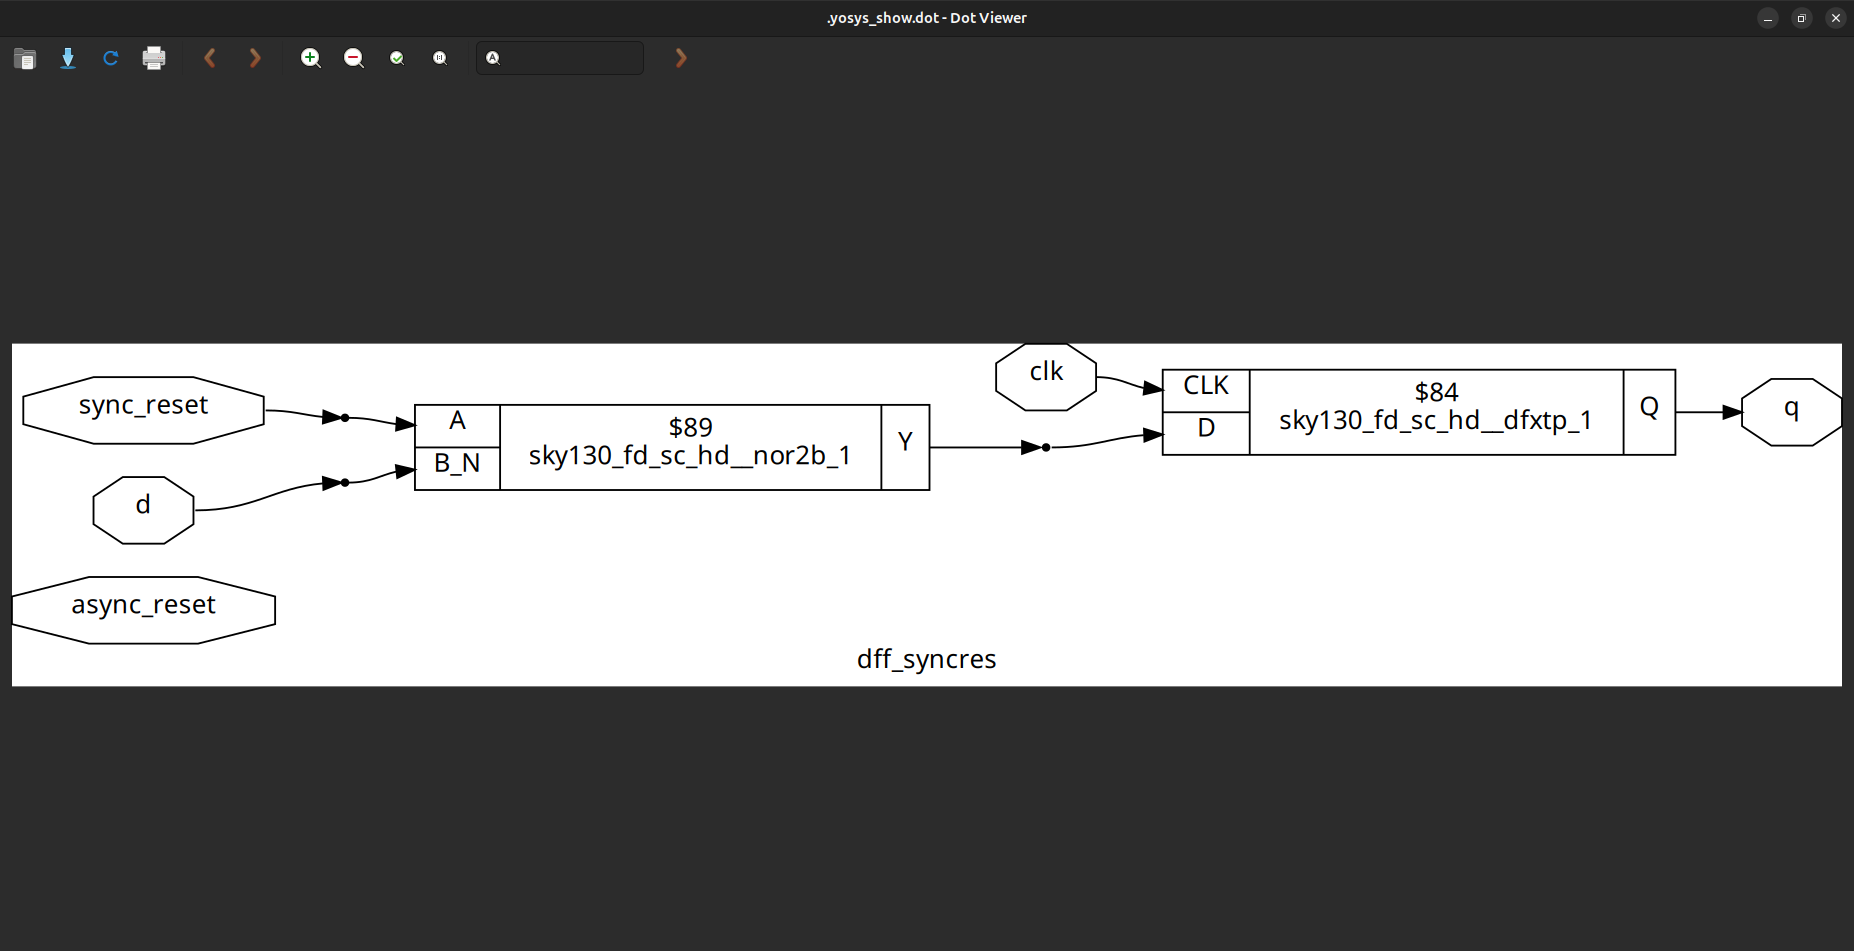 .yosys_show.dot - Dot Viewer
sync_reset
d
async_reset
A
B_N
$89
sky130_fd_sc_hd__nor2b_1
Y
clk
CLK
D
$84
sky130_fd_sc_hd__dfxtp_1
Q
q
dff_syncres